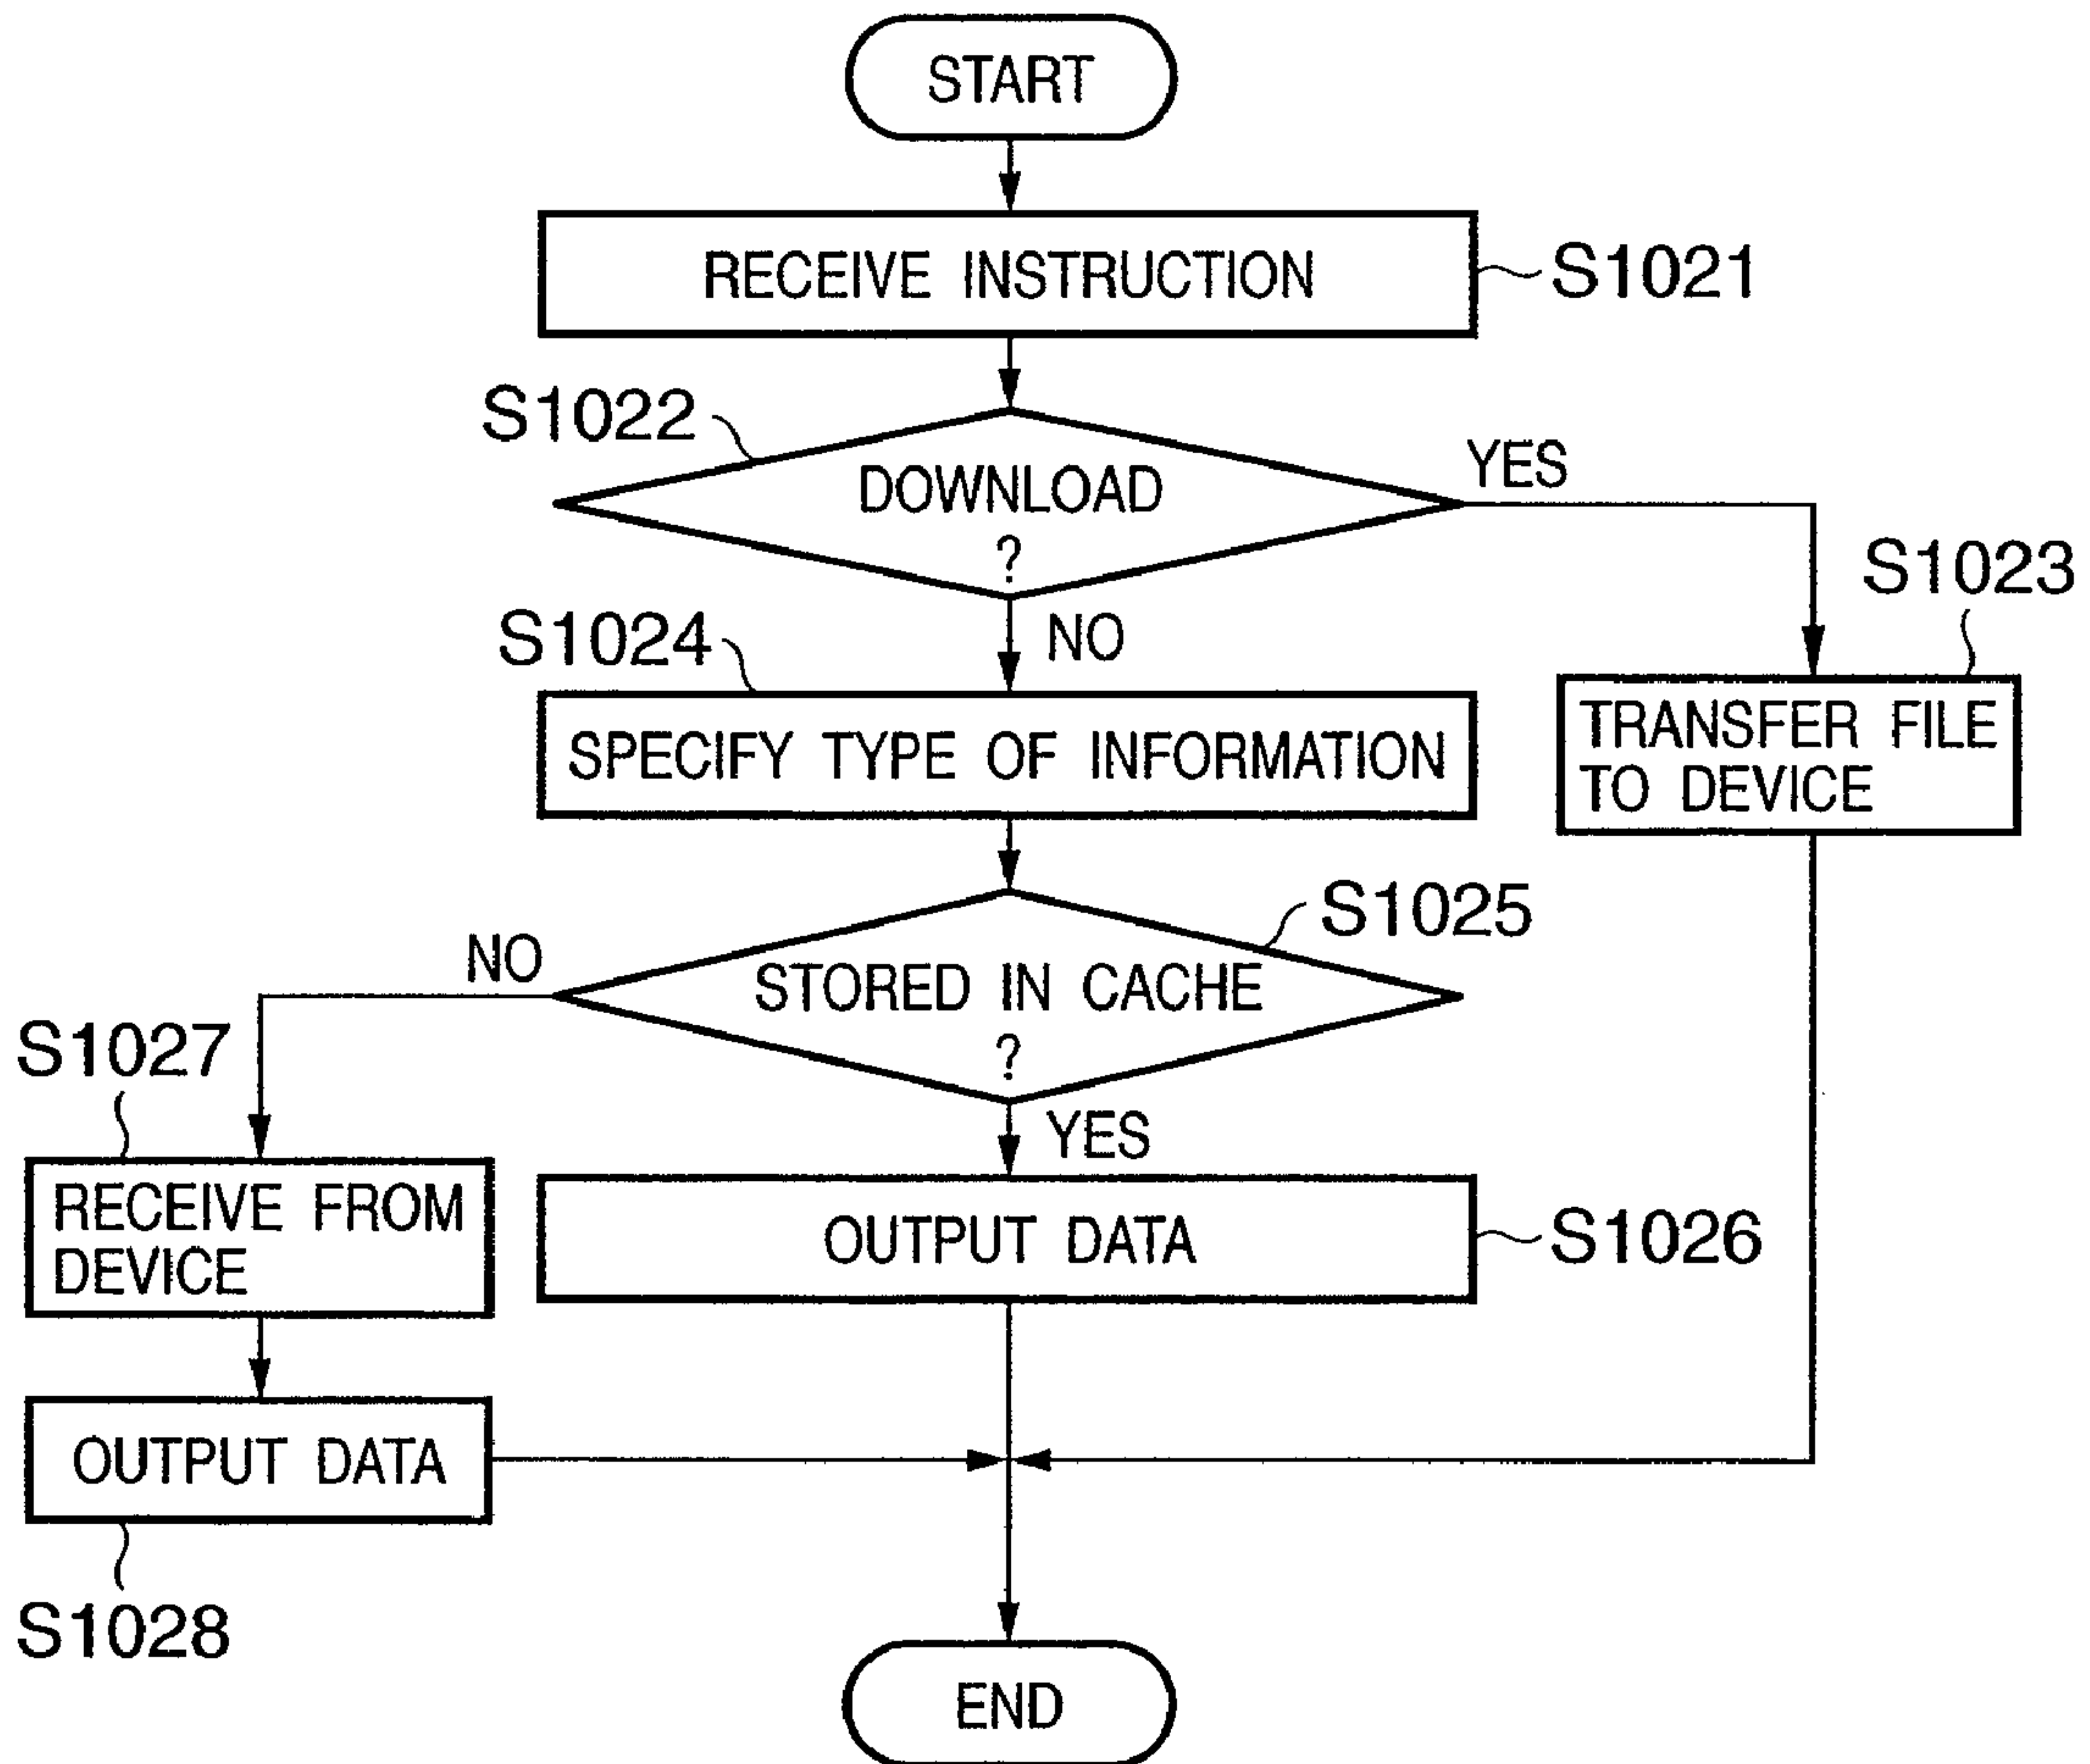 START
RECEIVE INSTRUCTION
S1021
S1022
DOWNLOAD
?
YES
S1023
NO
S1024
SPECIFY TYPE OF INFORMATION
TRANSFER FILE
TO DEVICE
S1025
NO
STORED IN CACHE
?
S1027
YES
RECEIVE FROM
DEVICE
OUTPUT DATA
S1026
OUTPUT DATA
S1028
END